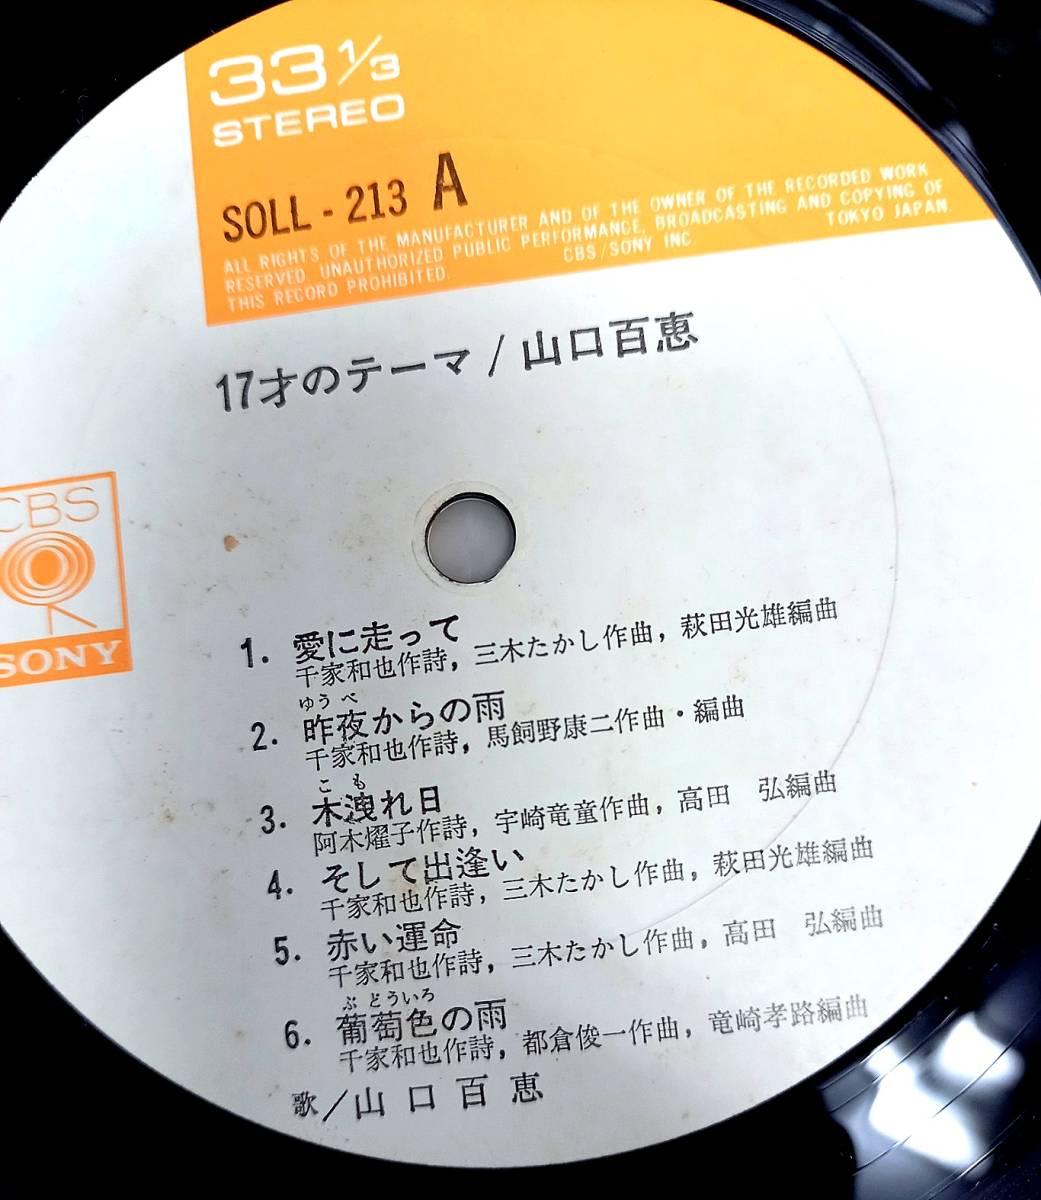 33 1/3
STEREO
SOLL - 213 A
ALL RIGHTS OF THE MANUFACTURER AND OF THE OWNER OF THE RECORDED WORK
RESERVED. UNAUTHORIZED PUBLIC PERFORMANCE, BROADCASTING AND COPYING OF
THIS RECORD PROHIBITED. CBS/SONY INC. TOKYO JAPAN.
17才のテーマ/山口百恵
CBS
SONY
1. 愛に走って
千家和也作詩, 三木たかし作曲, 萩田光雄編曲
ゆうべ
2. 昨夜からの雨
千家和也作詩, 馬飼野康二作曲・編曲
こも
3. 木洩れ日
阿木燿子作詩, 宇崎竜童作曲, 高田 弘編曲
4. そして出逢い
千家和也作詩, 三木たかし作曲, 萩田光雄編曲
5. 赤い運命
千家和也作詩, 三木たかし作曲, 高田 弘編曲
ぶどういろ
6. 葡萄色の雨
千家和也作詩, 都倉俊一作曲, 竜崎孝路編曲
歌/山口百恵